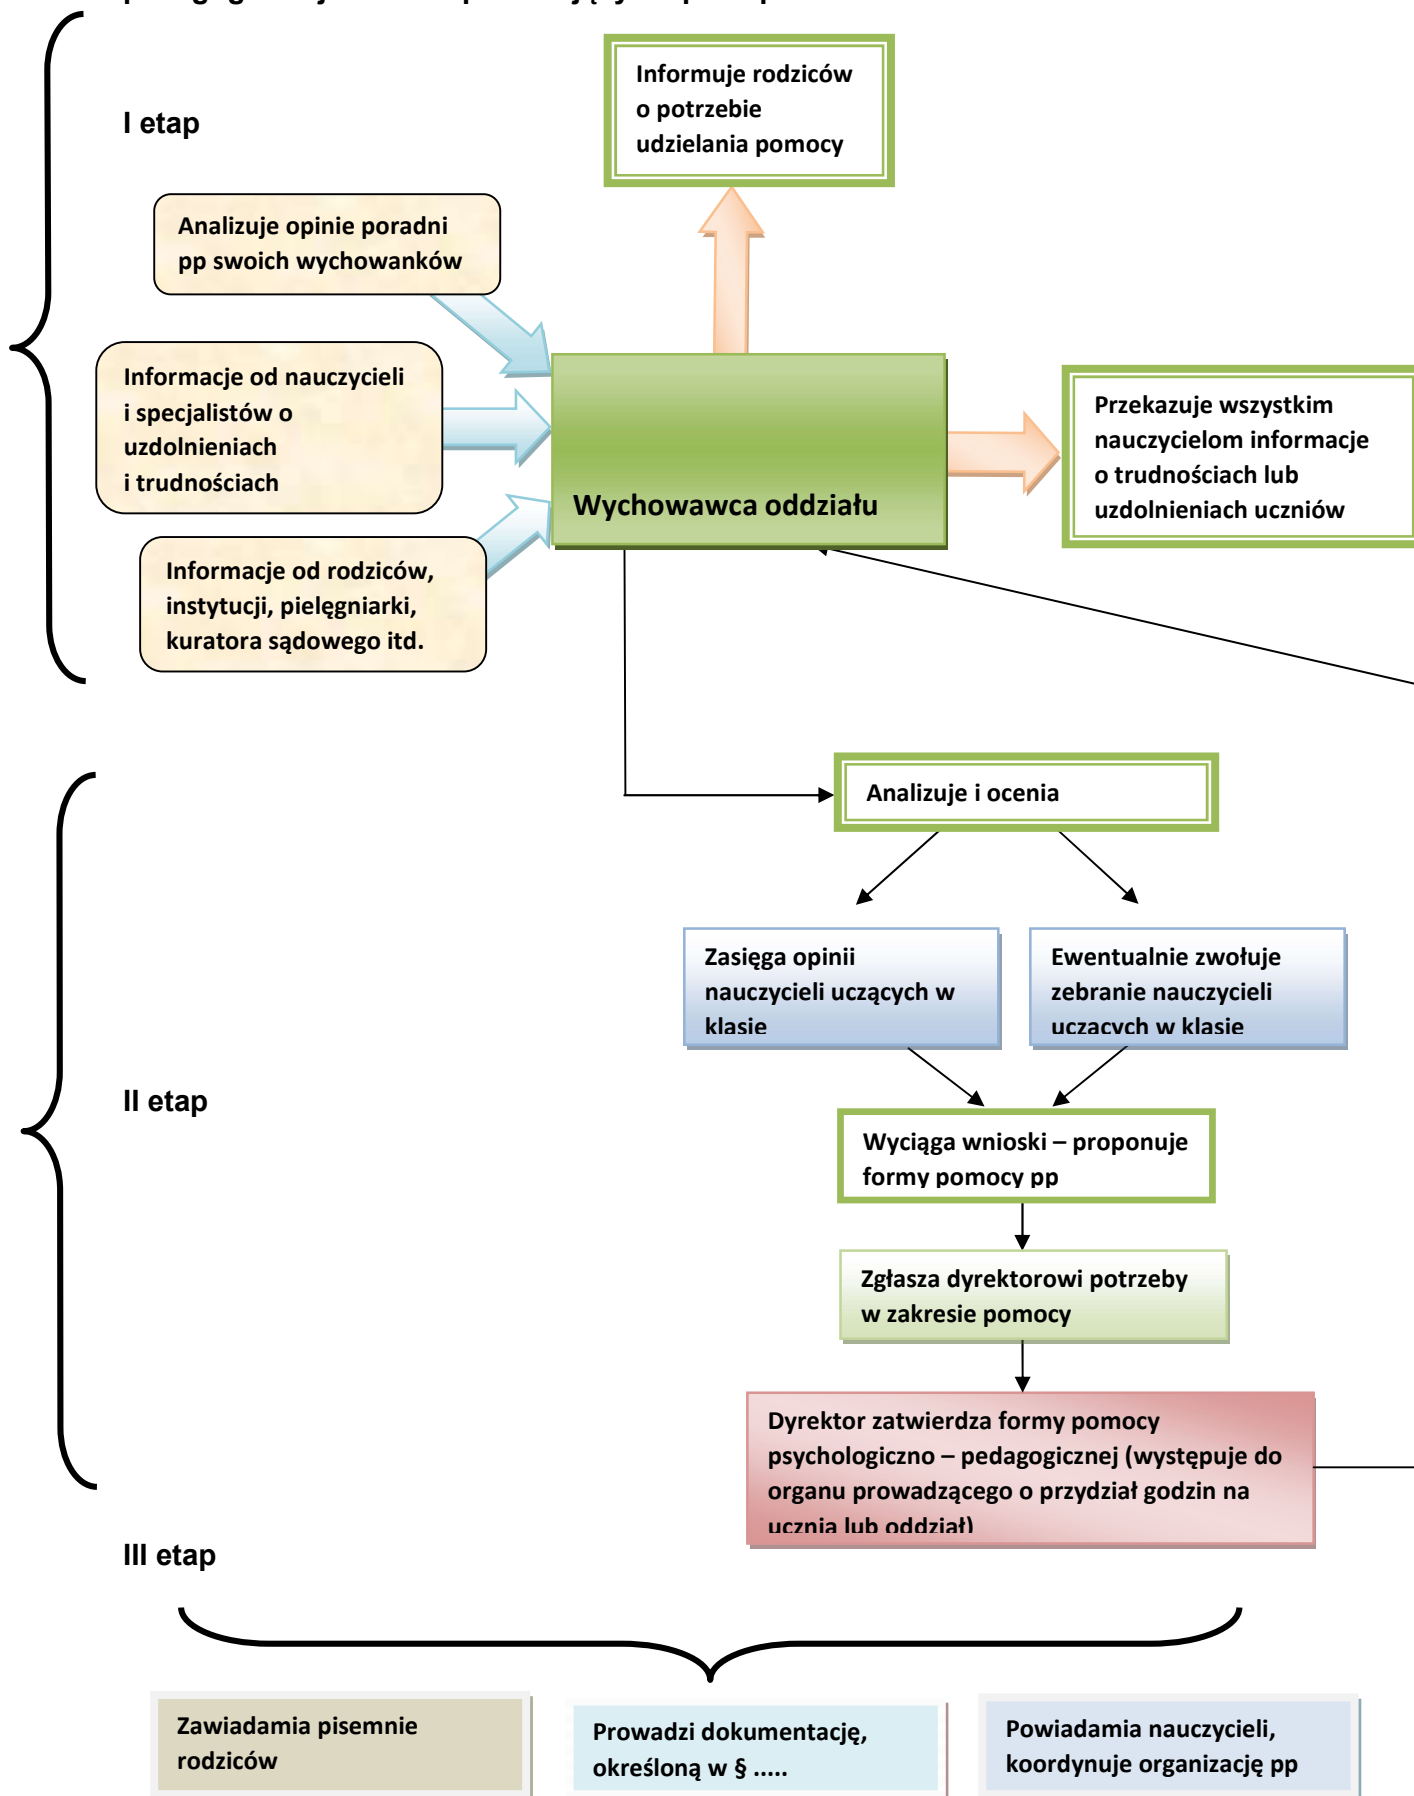 I etap
Informuje rodziców
o potrzebie
udzielania pomocy
Analizuje opinie poradni
pp swoich wychowanków
Informacje od nauczycieli
i specjalistów o
uzdolnieniach
i trudnościach
Informacje od rodziców,
instytucji, pielęgniarki,
kuratora sądowego itd.
Wychowawca oddziału
Przekazuje wszystkim
nauczycielom informacje
o trudnościach lub
uzdolnieniach uczniów
II etap
Analizuje i ocenia
Zasięga opinii
nauczycieli uczących w
klasie
Ewentualnie zwołuje
zebranie nauczycieli
uczących w klasie
Wyciąga wnioski – proponuje
formy pomocy pp
Zgłasza dyrektorowi potrzeby
w zakresie pomocy
Dyrektor zatwierdza formy pomocy
psychologiczno – pedagogicznej (występuje do
organu prowadzącego o przydział godzin na
ucznia lub oddział)
III etap
Zawiadamia pisemnie
rodziców
Prowadzi dokumentację,
określoną w § .....
Powiadamia nauczycieli,
koordynuje organizację pp